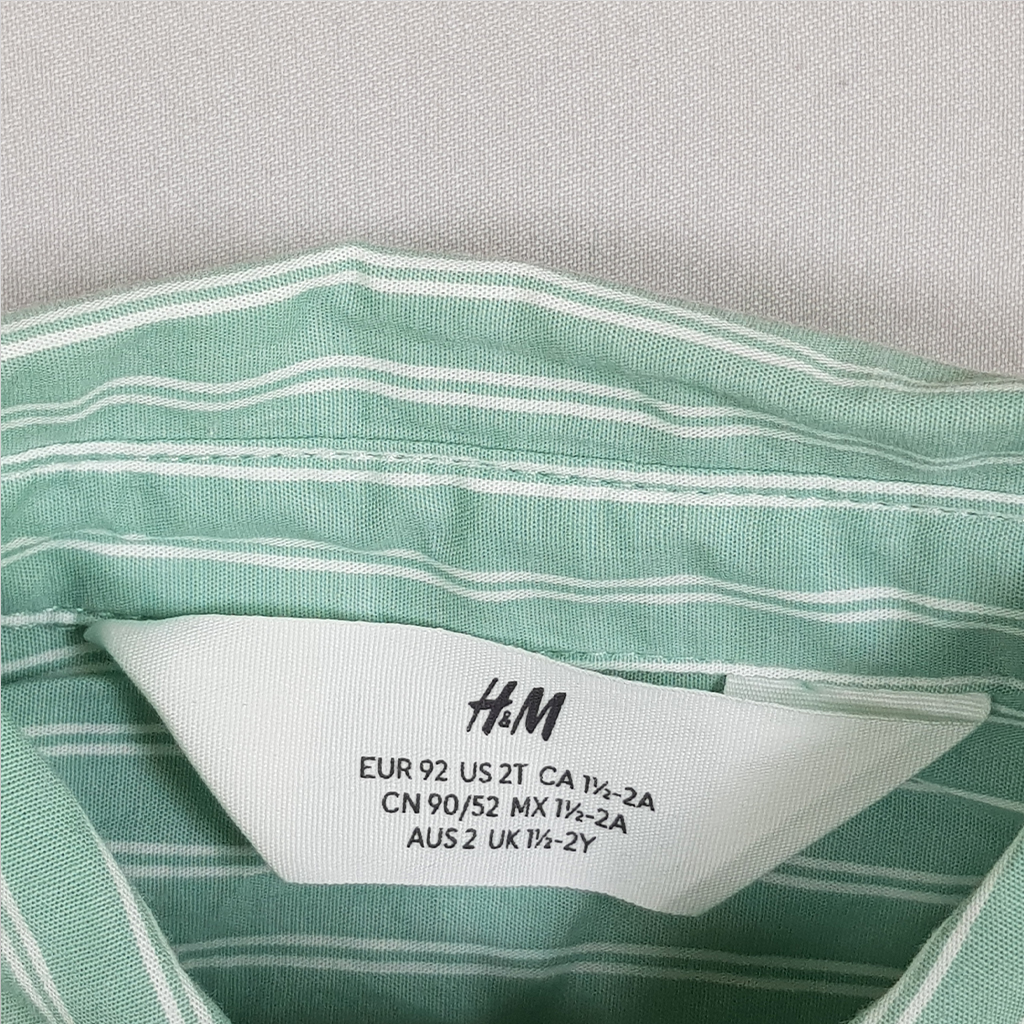 H&M
EUR 92 US 2T CA 1½-2A
CN 90/52 MX 1½-2A
AUS 2 UK 1½-2Y